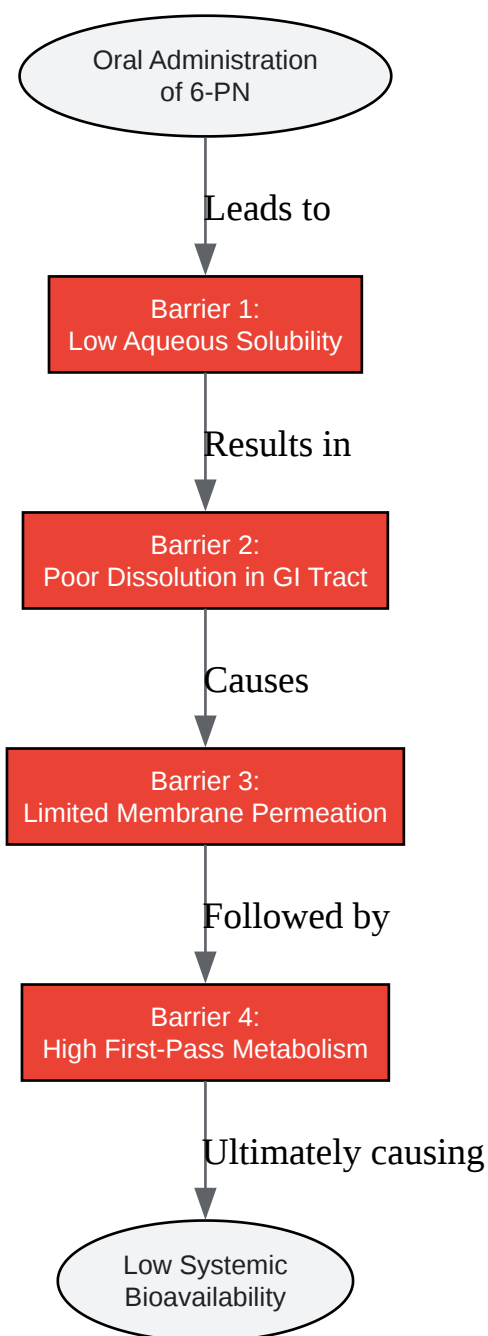 Oral Administration
of 6-PN
Leads to
Barrier 1:
Low Aqueous Solubility
Results in
Barrier 2:
Poor Dissolution in GI Tract
Causes
Barrier 3:
Limited Membrane Permeation
Followed by
Barrier 4:
High First-Pass Metabolism
Ultimately causing
Low Systemic
Bioavailability